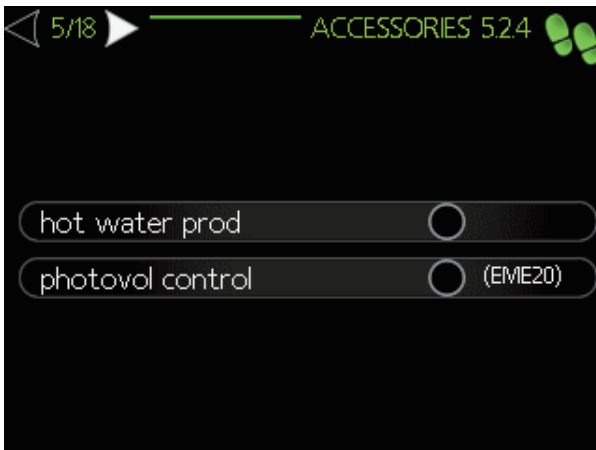 5/18 ACCESSORIES 5.2.4
hot water prod
photovol control (EME20)